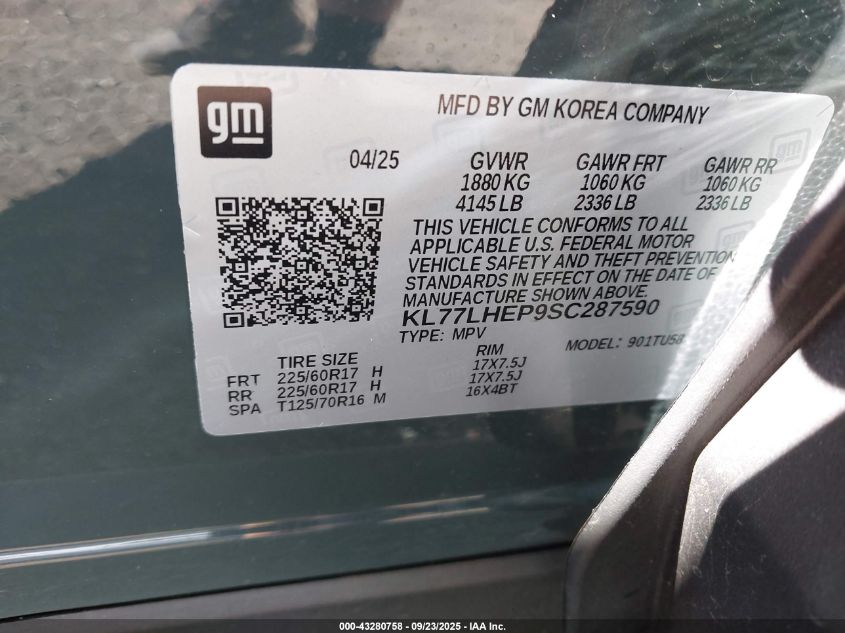 gm
MFD BY GM KOREA COMPANY
04/25 GVWR GAWR FRT GAWR RR
1880 KG 1060 KG 1060 KG
4145 LB 2336 LB 2336 LB
THIS VEHICLE CONFORMS TO ALL
APPLICABLE U.S. FEDERAL MOTOR
VEHICLE SAFETY AND THEFT PREVENTION
STANDARDS IN EFFECT ON THE DATE OF
MANUFACTURE SHOWN ABOVE.
KL77LHEP9SC287590
TYPE: MPV MODEL: 901TU58
TIRE SIZE RIM
FRT 225/60R17 H 17X7.5J
RR 225/60R17 H 17X7.5J
SPA T125/70R16 M 16X4BT
000-43280758 - 09/23/2025 - IAA Inc.